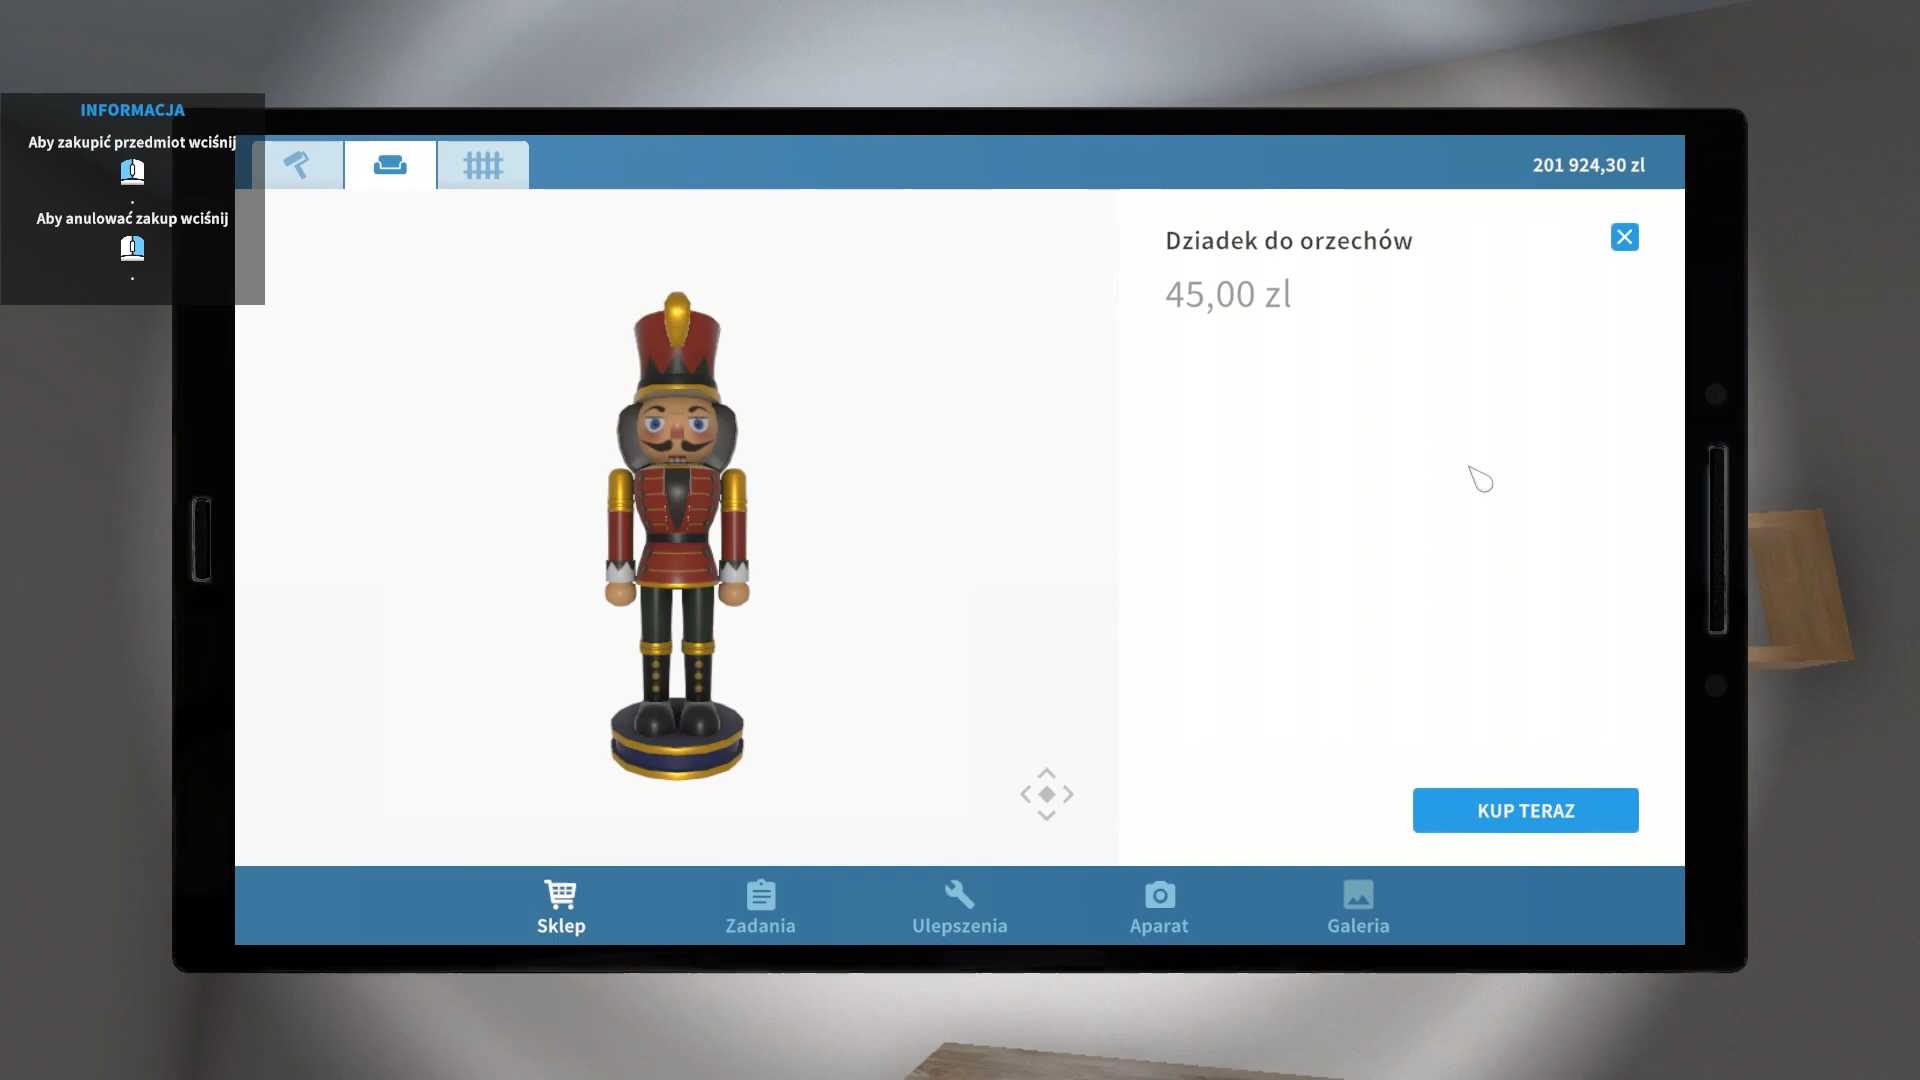 INFORMACJA
Aby zakupić przedmiot wciśnij
.
Aby anulować zakup wciśnij
.
201 924,30 zl
Dziadek do orzechów
45,00 zl
KUP TERAZ
Sklep
Zadania
Ulepszenia
Aparat
Galeria